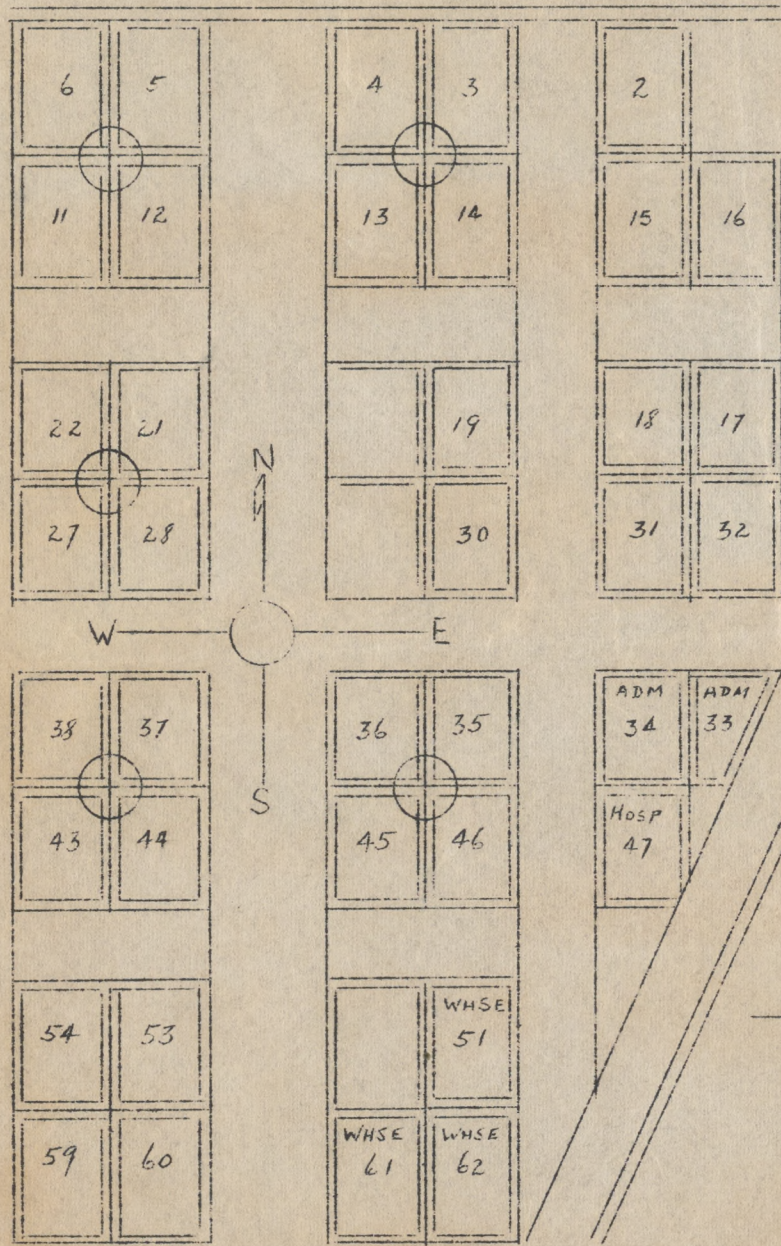 6 5 4 3 2
11 12 13 14 15 16
22 21 19 18 17
N
27 28 30 31 32
W E
ADM ADM
38 37 36 35 34 33
S
HOSP
43 44 45 46 47
WHSE
54 53 51
WHSE WHSE
59 60 61 62